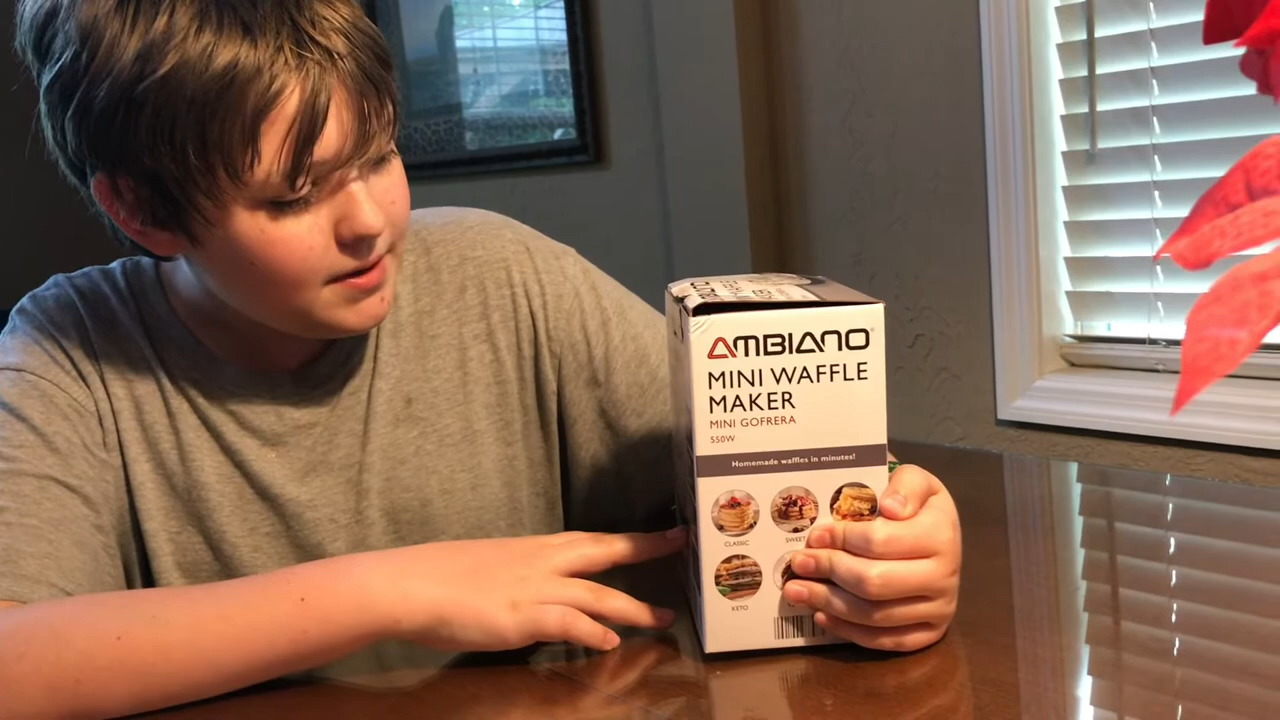 AMBIANO®
MINI WAFFLE
MAKER
MINI GOFRERA
550W
Homemade waffles in minutes!
CLASSIC
SWEET
KETO